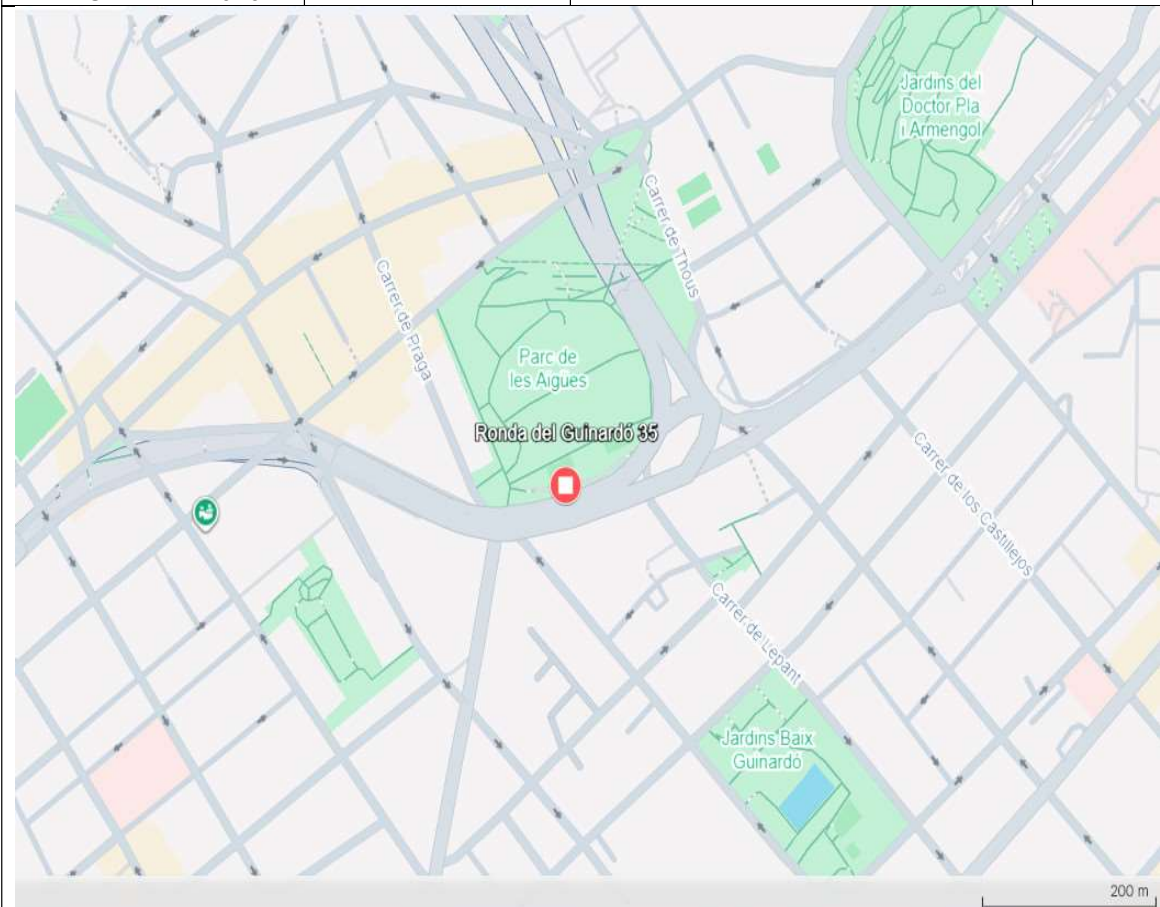 Jardins del
Doctor Pla
i Armengol
Carrer de Thous
Carrer de Praga
Parc de
les Aigües
Ronda del Guinardó 35
Carrer de los Castillejos
Carrer de Lepant
Jardins Baix
Guinardó
200 m